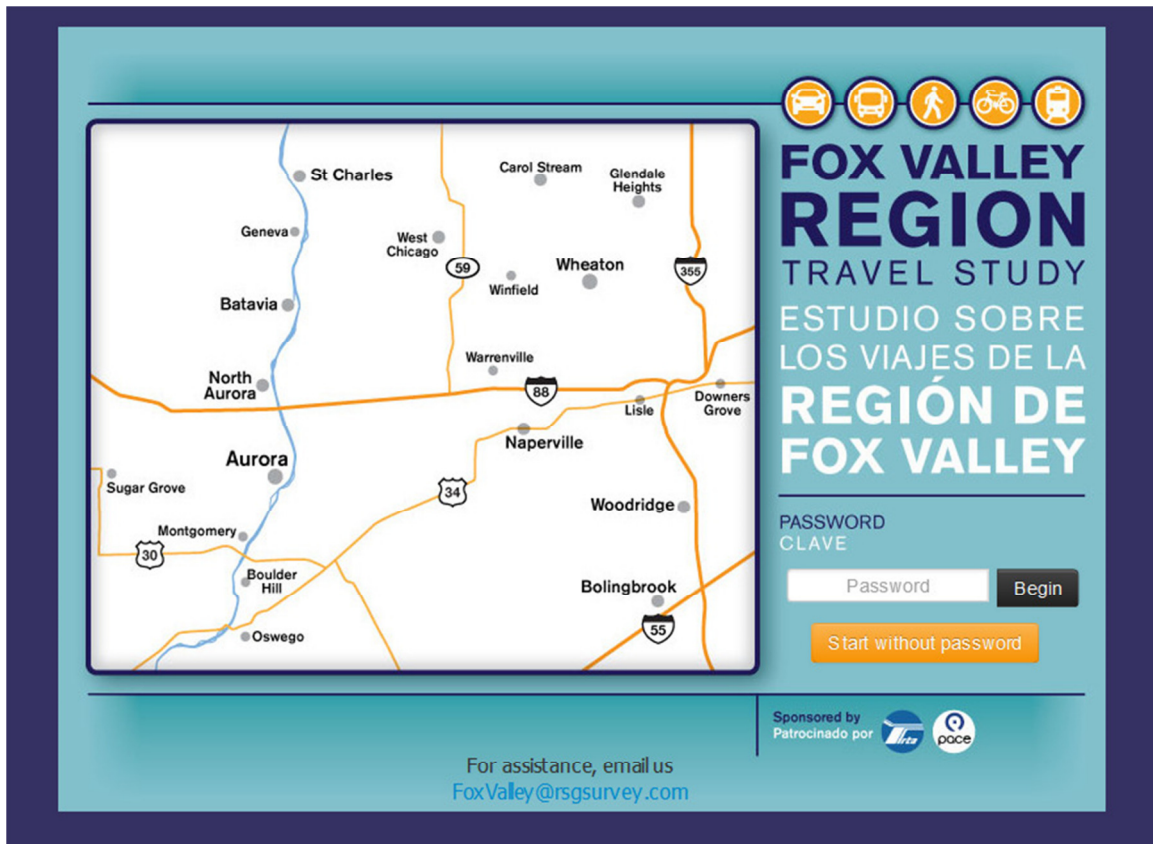 St Charles
Carol Stream
Glendale
Heights
Geneva
West
Chicago
59
Wheaton
355
Winfield
Batavia
Warrenville
North
Aurora
88
Downers
Grove
Lisle
Naperville
Aurora
Sugar Grove
34
Woodridge
Montgomery
30
Boulder
Hill
Bolingbrook
55
Oswego
FOX VALLEY
REGION
TRAVEL STUDY
ESTUDIO SOBRE
LOS VIAJES DE LA
REGIÓN DE
FOX VALLEY
PASSWORD
CLAVE
Password
Begin
Start without password
Sponsored by
Patrocinado por
rta
pace
For assistance, email us
FoxValley@rsgsurvey.com